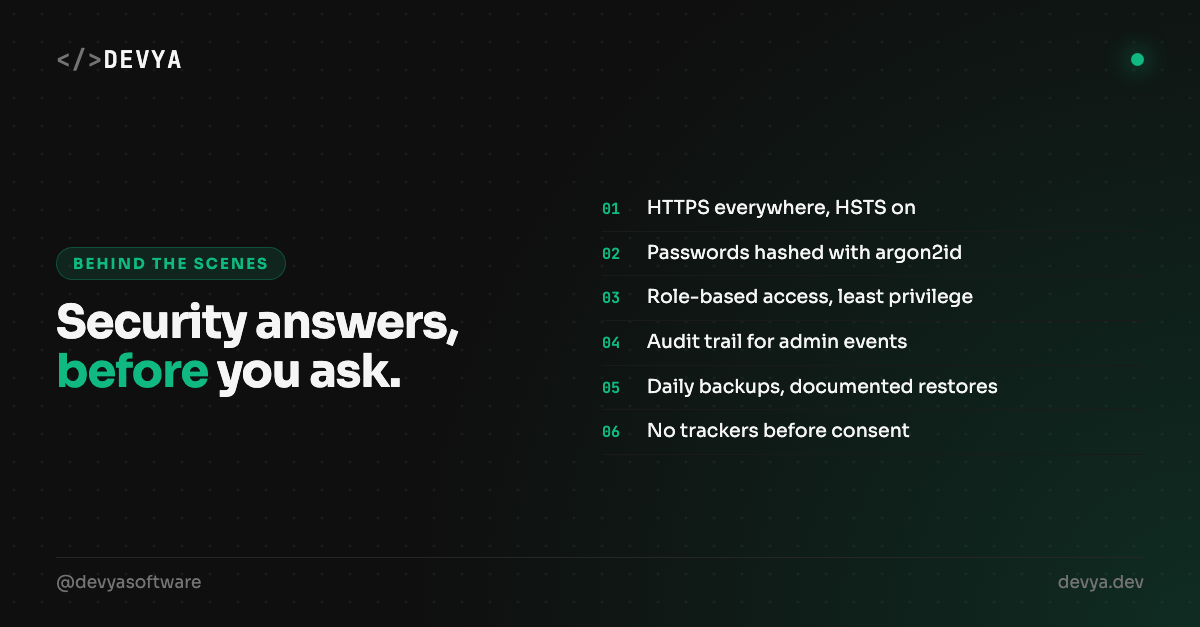 </>DEVYA
BEHIND THE SCENES
Security answers,
before you ask.
01 HTTPS everywhere, HSTS on
02 Passwords hashed with argon2id
03 Role-based access, least privilege
04 Audit trail for admin events
05 Daily backups, documented restores
06 No trackers before consent
@devyasoftware
devya.dev